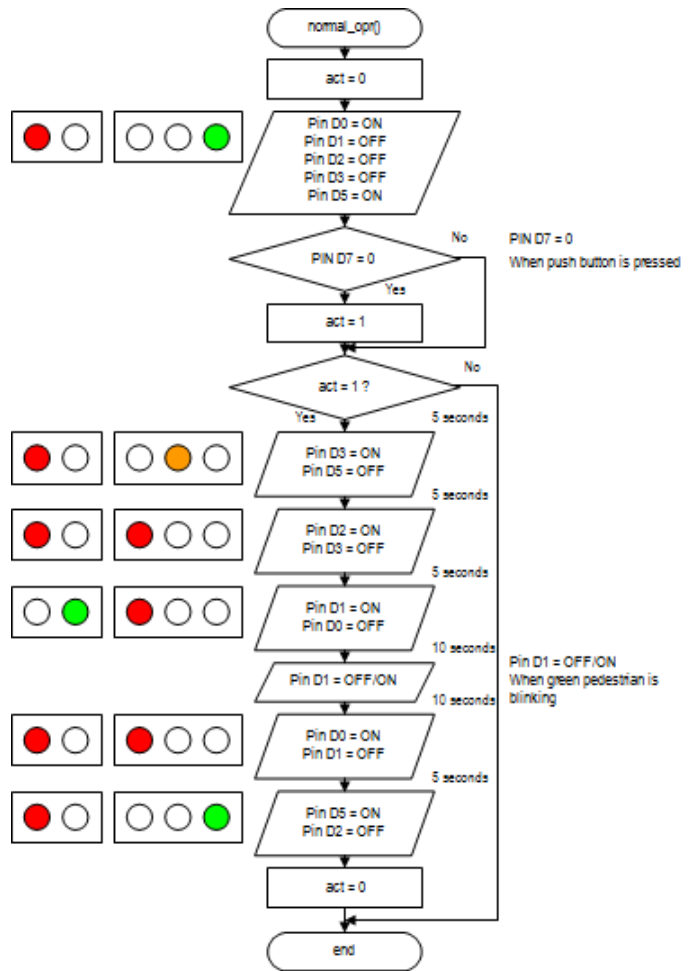 normal_opr()
act = 0
Pin D0 = ON
Pin D1 = OFF
Pin D2 = OFF
Pin D3 = OFF
Pin D5 = ON
No
PIN D7 = 0
PIN D7 = 0
When push button is pressed
Yes
act = 1
No
act = 1 ?
Yes
5 seconds
Pin D3 = ON
Pin D5 = OFF
5 seconds
Pin D2 = ON
Pin D3 = OFF
5 seconds
Pin D1 = ON
Pin D0 = OFF
10 seconds
Pin D1 = OFF/ON
Pin D1 = OFF/ON
When green pedestrian is
blinking
10 seconds
Pin D0 = ON
Pin D1 = OFF
5 seconds
Pin D5 = ON
Pin D2 = OFF
act = 0
end